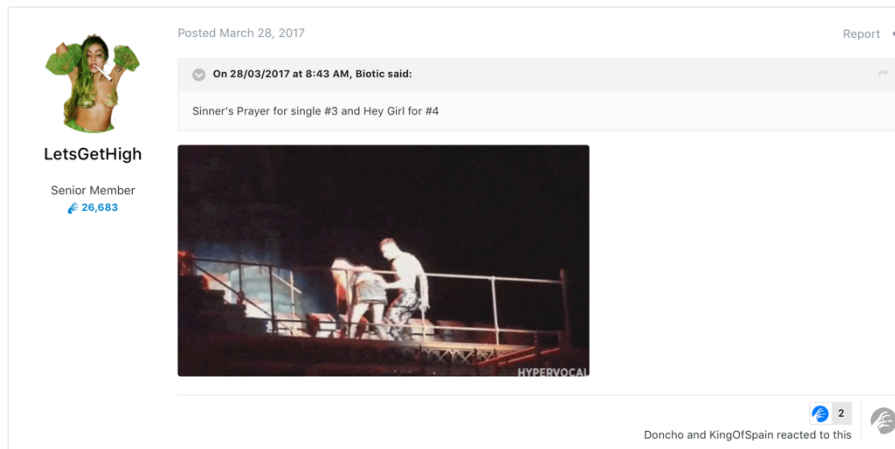 Posted March 28, 2017
Report
On 28/03/2017 at 8:43 AM, Biotic said:
Sinner's Prayer for single #3 and Hey Girl for #4
LetsGetHigh
Senior Member
26,683
HYPERVOCAL
2
Doncho and KingOfSpain reacted to this